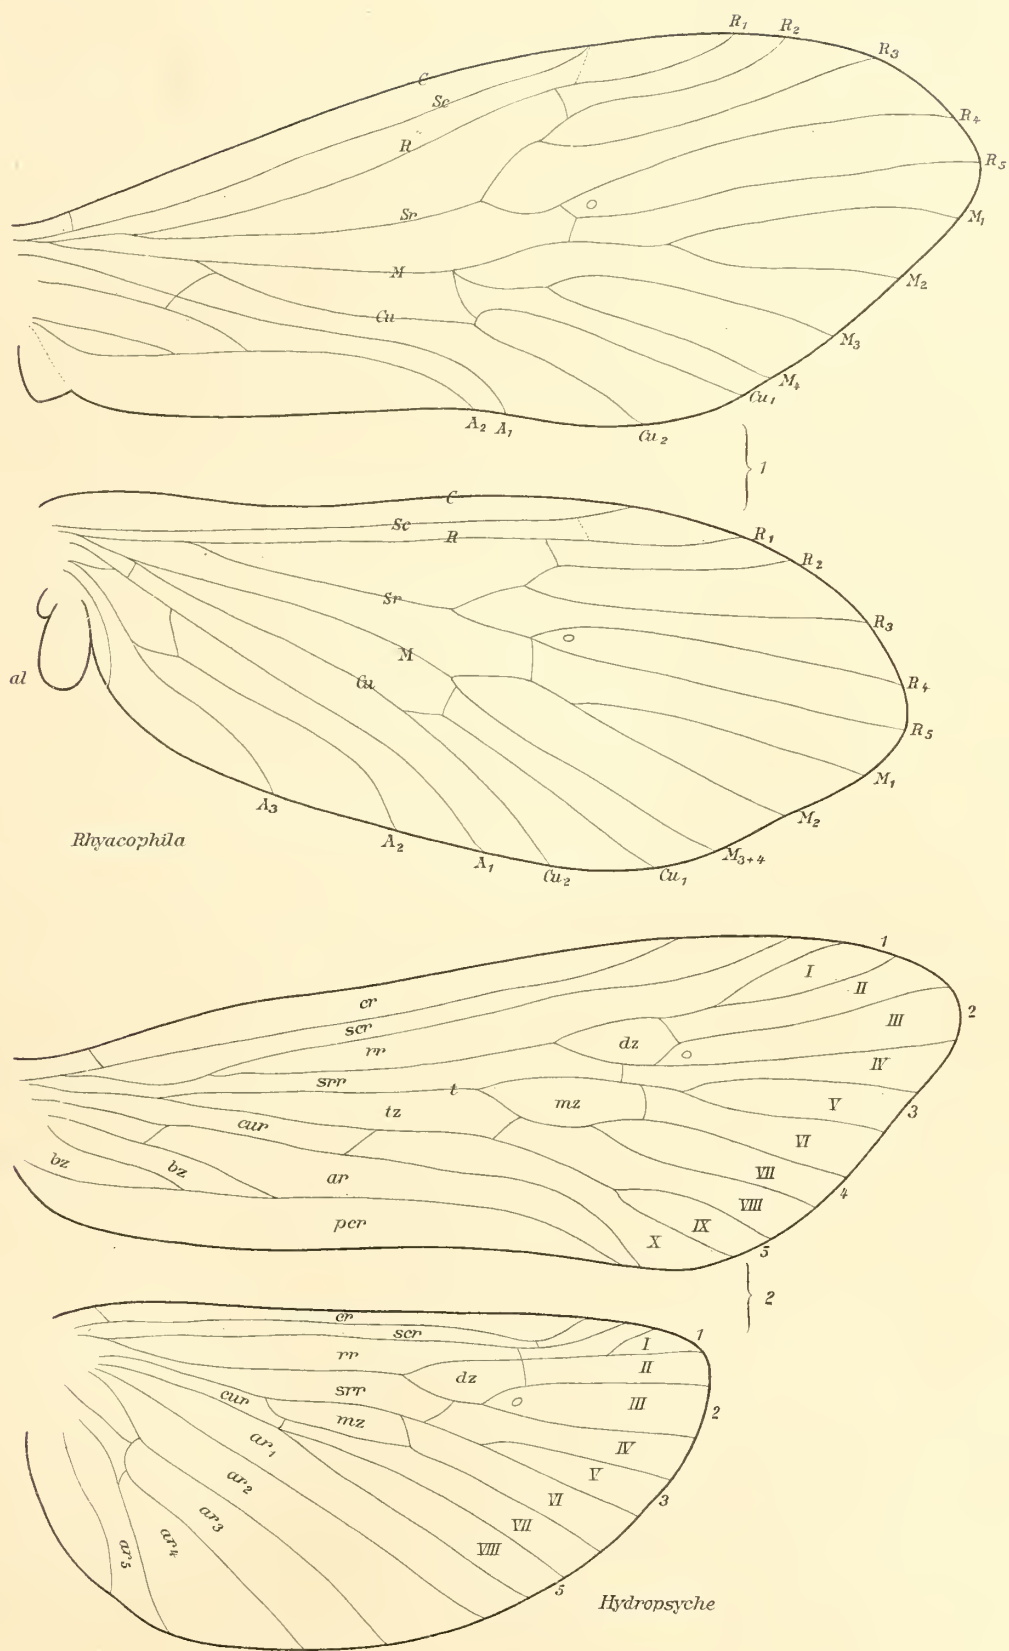 R₁ R₂
R₃
C
Sc
R₄
R
R₅
Sr
M₁
M
M₂
Cu
M₃
M₄
Cu₁
A₂ A₁
Cu₂
1
C
Sc
R
R₁
R₂
Sr
R₃
M
al
Cu
R₄
R₅
M₁
A₃
M₂
Rhyacophila
A₂
M₃₊₄
A₁
Cu₂
Cu₁
1
I
II
cr
2
III
scr
dz
rr
IV
srr
t
mz
V
3
tz
cur
VI
bz
bz
ar
VII
4
VIII
pcr
IX
X
5
2
cr
scr
1
I
rr
II
dz
srr
III
cur
mz
2
ar₁
IV
V
ar₂
VI
3
ar₃
VII
ar₄
VIII
ar₅
5
Hydropsyche